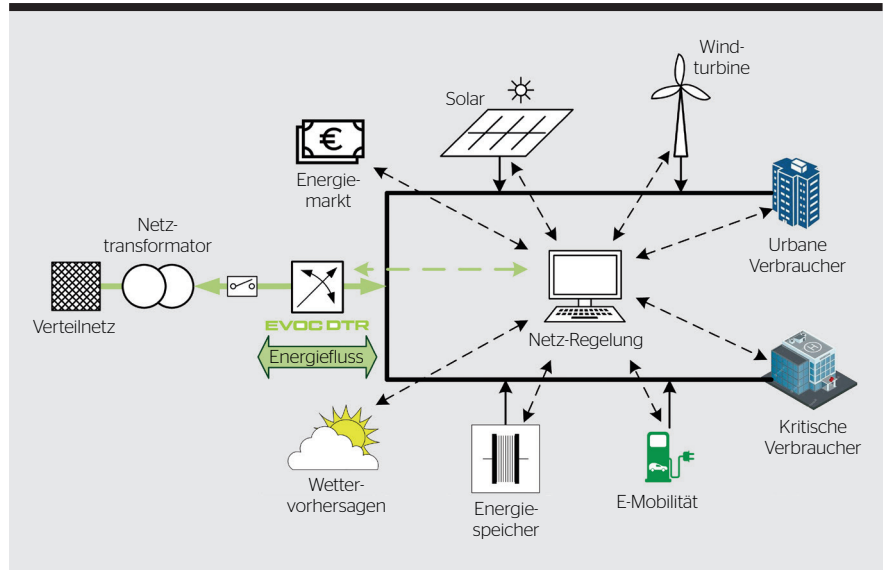 Wind-
turbine
Solar
€
Energie-
markt
Urbane
Verbraucher
Netz-
transformator
Verteilnetz
EVOC DTR
Energiefluss
Netz-Regelung
H
Kritische
Verbraucher
Wetter-
vorhersagen
Energie-
speicher
E-Mobilität